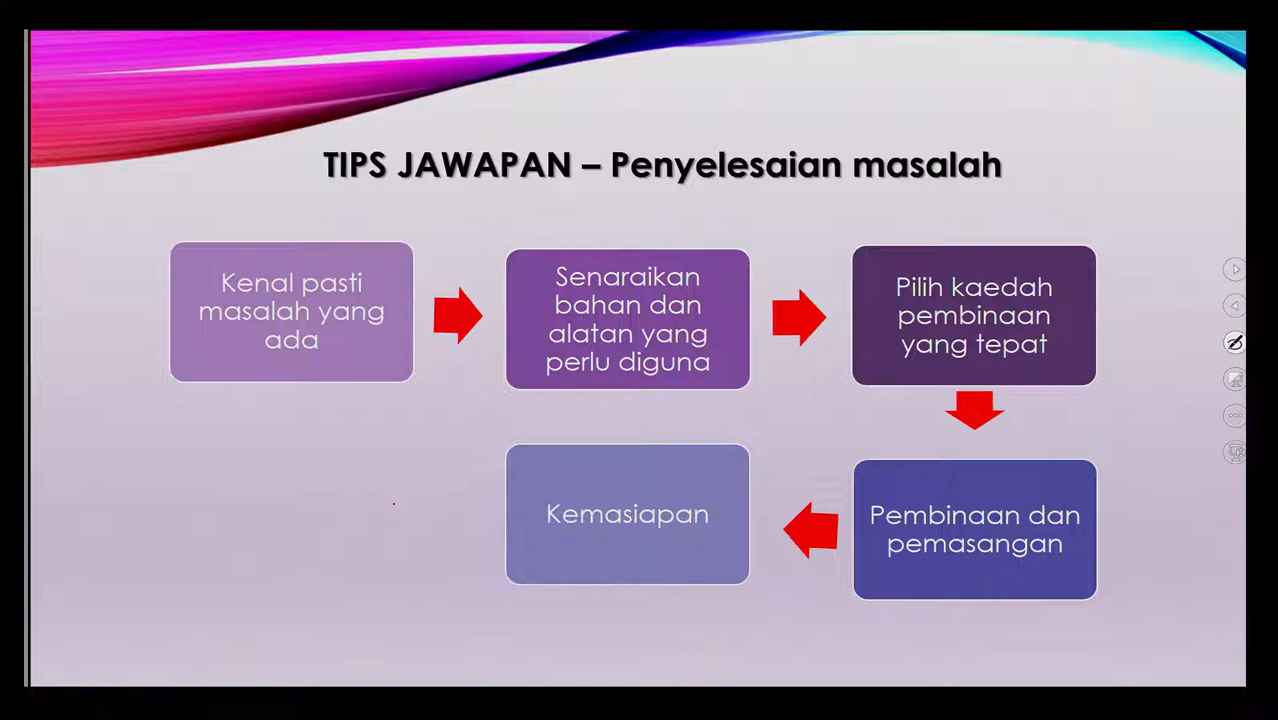 TIPS JAWAPAN – Penyelesaian masalah
Kenal pasti
masalah yang
ada
Senaraikan
bahan dan
alatan yang
perlu diguna
Pilih kaedah
pembinaan
yang tepat
Pembinaan dan
pemasangan
Kemasiapan